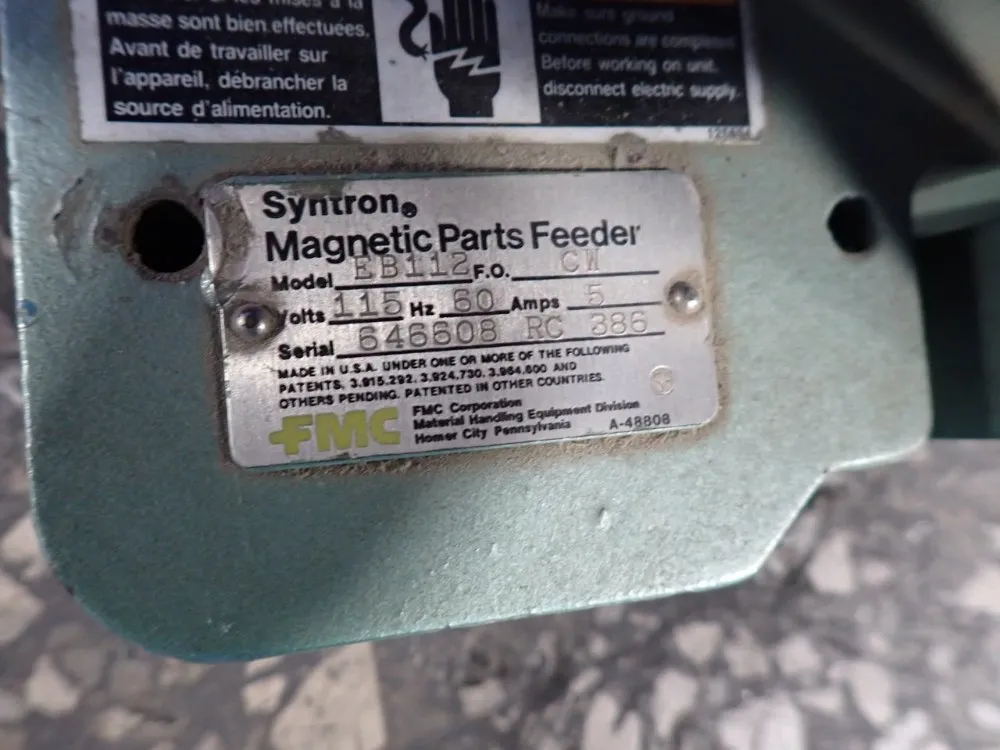 masse sont bien effectuées.
Avant de travailler sur
l'appareil, débrancher la
source d'alimentation.
Make sure ground
connections are completed
Before working on unit,
disconnect electric supply.
Syntron®
Magnetic Parts Feeder
Model EB112 F.O. CW
Volts 115 Hz 60 Amps 5
Serial 646608 RC 386
MADE IN U.S.A. UNDER ONE OR MORE OF THE FOLLOWING
PATENTS, 3,915,292, 3,924,730, 3,964,600 AND
OTHERS PENDING. PATENTED IN OTHER COUNTRIES.
FMC
FMC Corporation
Material Handling Equipment Division
Homer City Pennsylvania A-48808